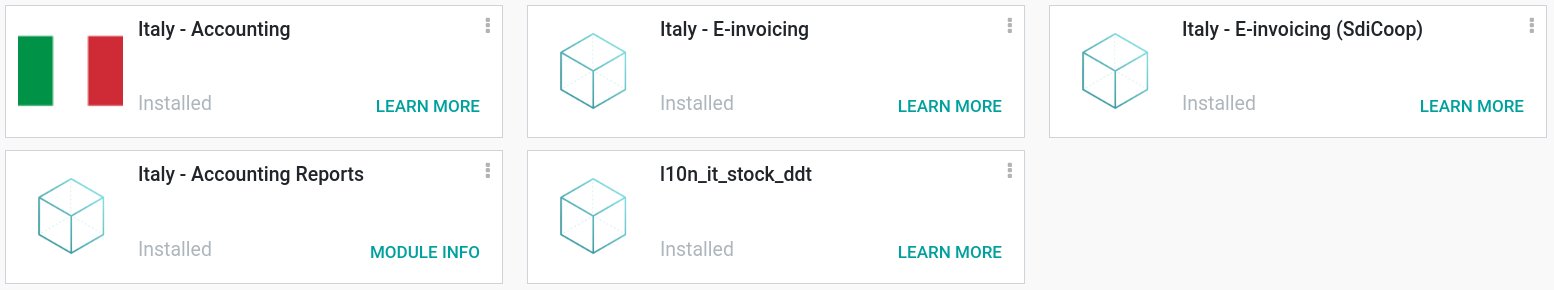 Italy - Accounting
Installed
LEARN MORE
Italy - E-invoicing
Installed
LEARN MORE
Italy - E-invoicing (SdiCoop)
Installed
LEARN MORE
Italy - Accounting Reports
Installed
MODULE INFO
l10n_it_stock_ddt
Installed
LEARN MORE